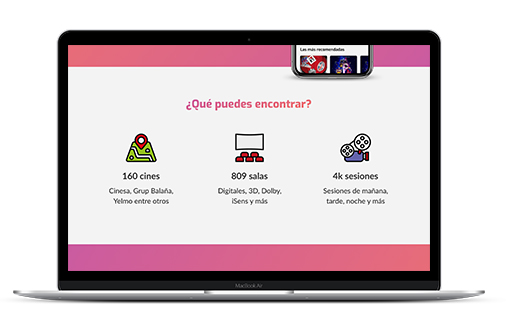 Las más recomendadas
¿Qué puedes encontrar?
160 cines
Cinesa, Grup Balaña,
Yelmo entre otros
809 salas
Digitales, 3D, Dolby,
iSens y más
4k sesiones
Sesiones de mañana,
tarde, noche y más
MacBook Air